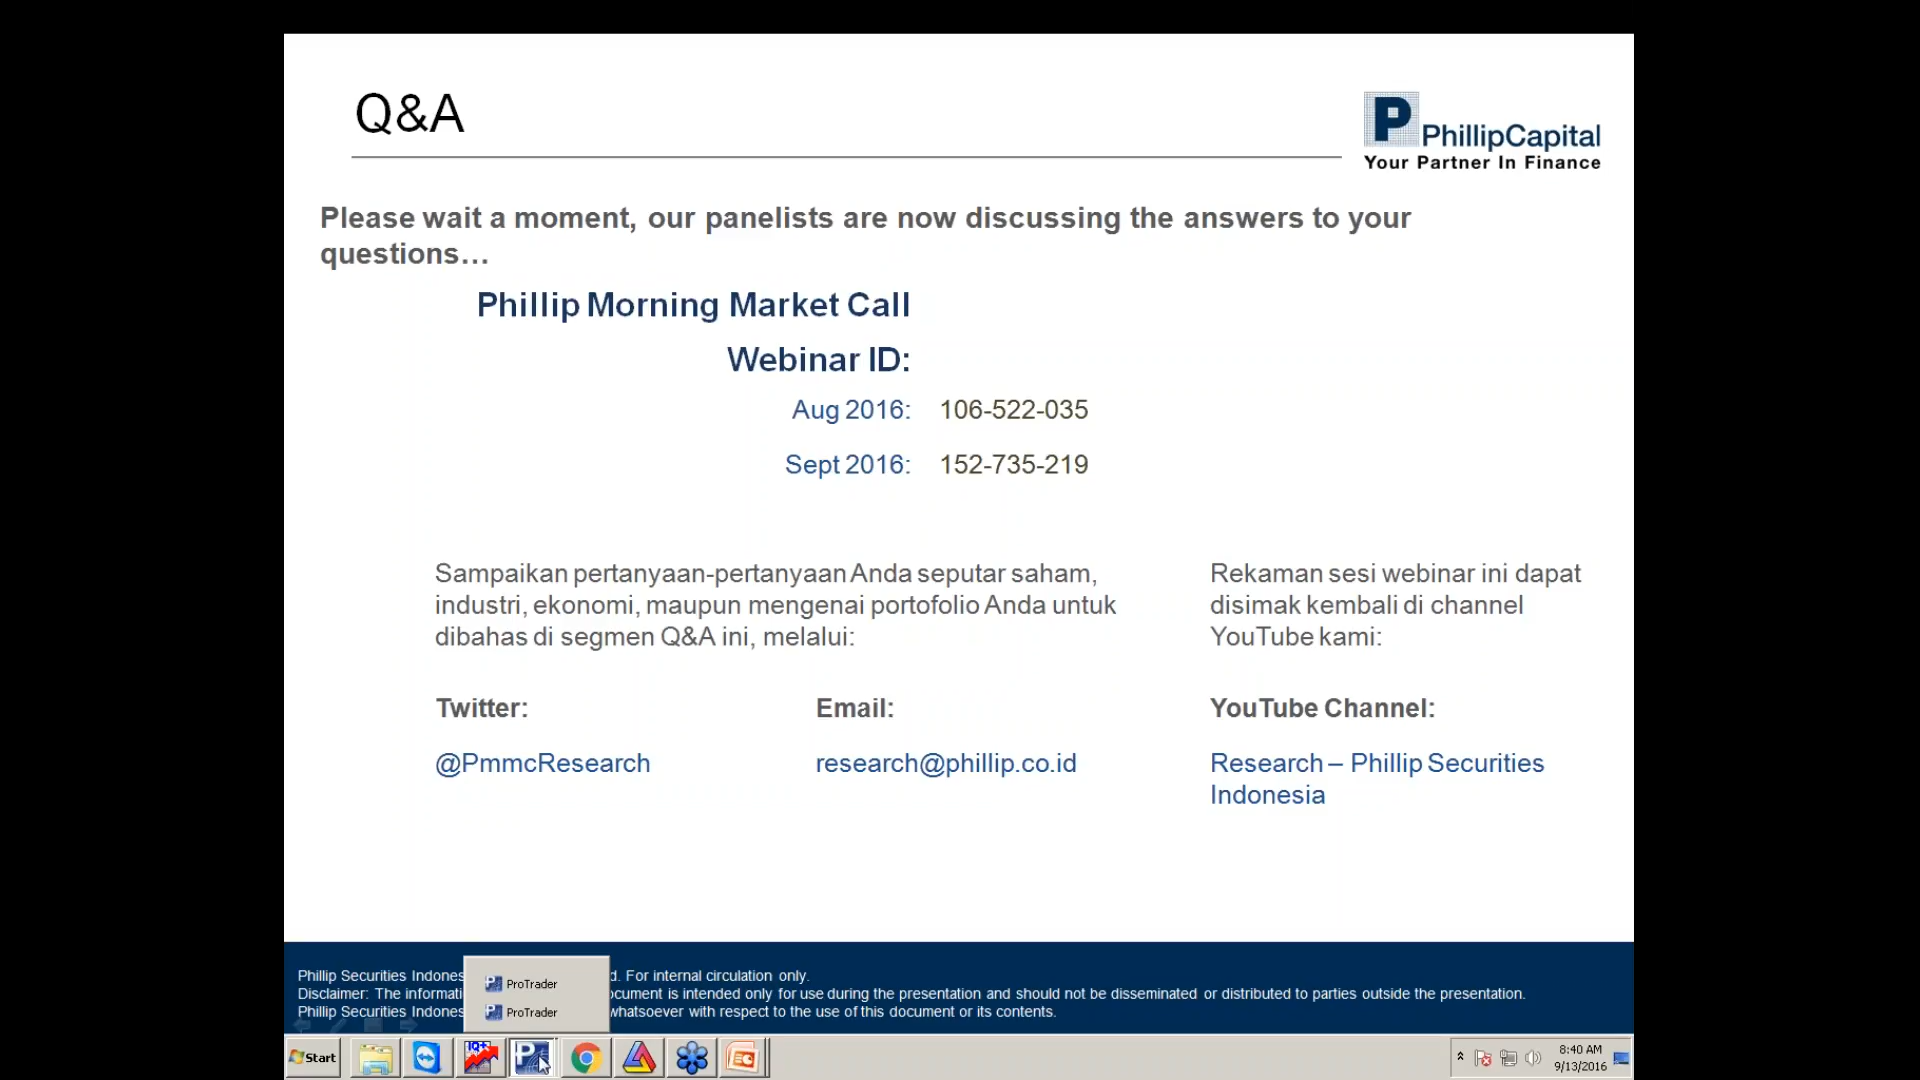 Q&A
P PhillipCapital
Your Partner In Finance
Please wait a moment, our panelists are now discussing the answers to your
questions…
Phillip Morning Market Call
Webinar ID:
Aug 2016: 106-522-035
Sept 2016: 152-735-219
Sampaikan pertanyaan-pertanyaan Anda seputar saham,
industri, ekonomi, maupun mengenai portofolio Anda untuk
dibahas di segmen Q&A ini, melalui:
Rekaman sesi webinar ini dapat
disimak kembali di channel
YouTube kami:
Twitter:
@PmmcResearch
Email:
research@phillip.co.id
YouTube Channel:
Research – Phillip Securities
Indonesia
Phillip Securities Indones d. For internal circulation only.
Disclaimer: The informati ocument is intended only for use during the presentation and should not be disseminated or distributed to parties outside the presentation.
Phillip Securities Indones whatsoever with respect to the use of this document or its contents.
ProTrader
ProTrader
Start
IQ+
8:40 AM
9/13/2016